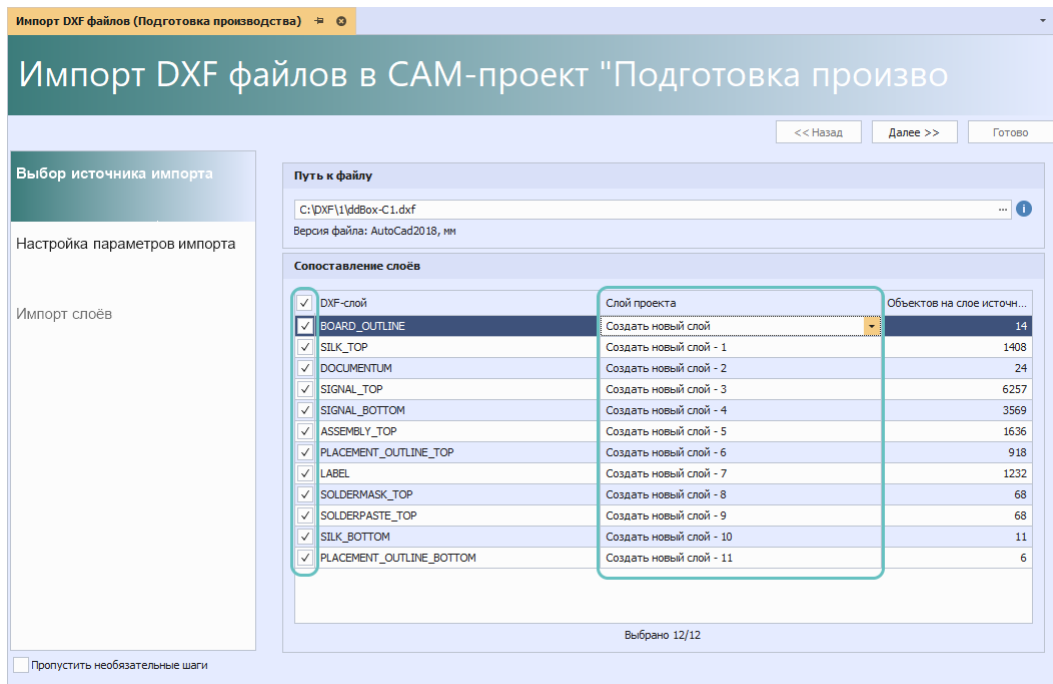 Импорт DXF файлов (Подготовка производства)
Импорт DXF файлов в CAM-проект "Подготовка произво
<< Назад Далее >> Готово
Выбор источника импорта
Настройка параметров импорта
Импорт слоёв
Путь к файлу
C:\DXF\1\ddBox-C1.dxf ...
Версия файла: AutoCad2018, мм
Сопоставление слоёв
DXF-слой Слой проекта Объектов на слое источн...
BOARD_OUTLINE Создать новый слой 14
SILK_TOP Создать новый слой - 1 1408
DOCUMENTUM Создать новый слой - 2 24
SIGNAL_TOP Создать новый слой - 3 6257
SIGNAL_BOTTOM Создать новый слой - 4 3569
ASSEMBLY_TOP Создать новый слой - 5 1636
PLACEMENT_OUTLINE_TOP Создать новый слой - 6 918
LABEL Создать новый слой - 7 1232
SOLDERMASK_TOP Создать новый слой - 8 68
SOLDERPASTE_TOP Создать новый слой - 9 68
SILK_BOTTOM Создать новый слой - 10 11
PLACEMENT_OUTLINE_BOTTOM Создать новый слой - 11 6
Выбрано 12/12
Пропустить необязательные шаги